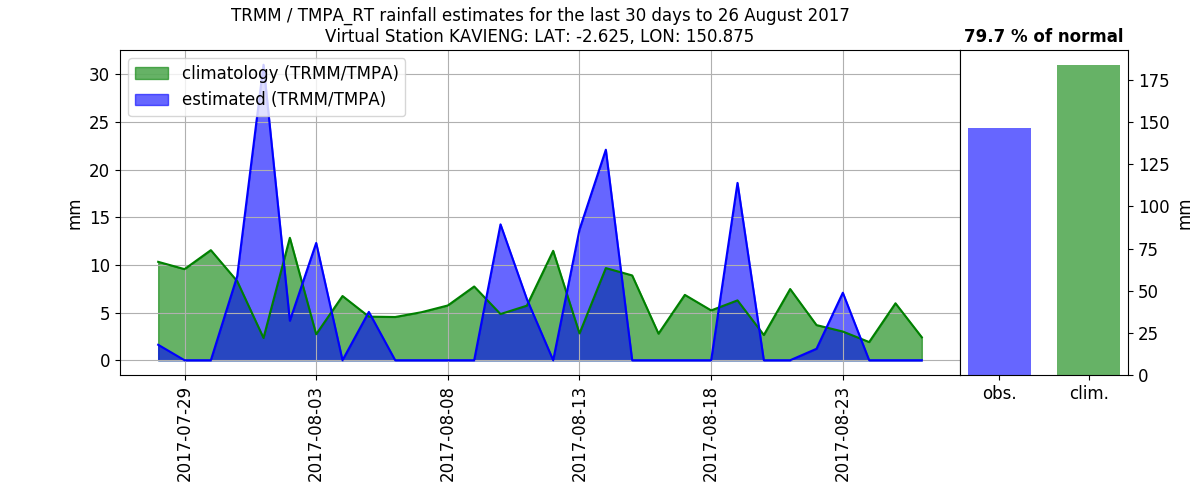 TRMM / TMPA_RT rainfall estimates for the last 30 days to 26 August 2017
Virtual Station KAVIENG: LAT: -2.625, LON: 150.875
79.7 % of normal
climatology (TRMM/TMPA)
estimated (TRMM/TMPA)
30
25
20
15
10
5
0
mm
2017-07-29
2017-08-03
2017-08-08
2017-08-13
2017-08-18
2017-08-23
175
150
125
100
75
50
25
0
mm
obs.
clim.